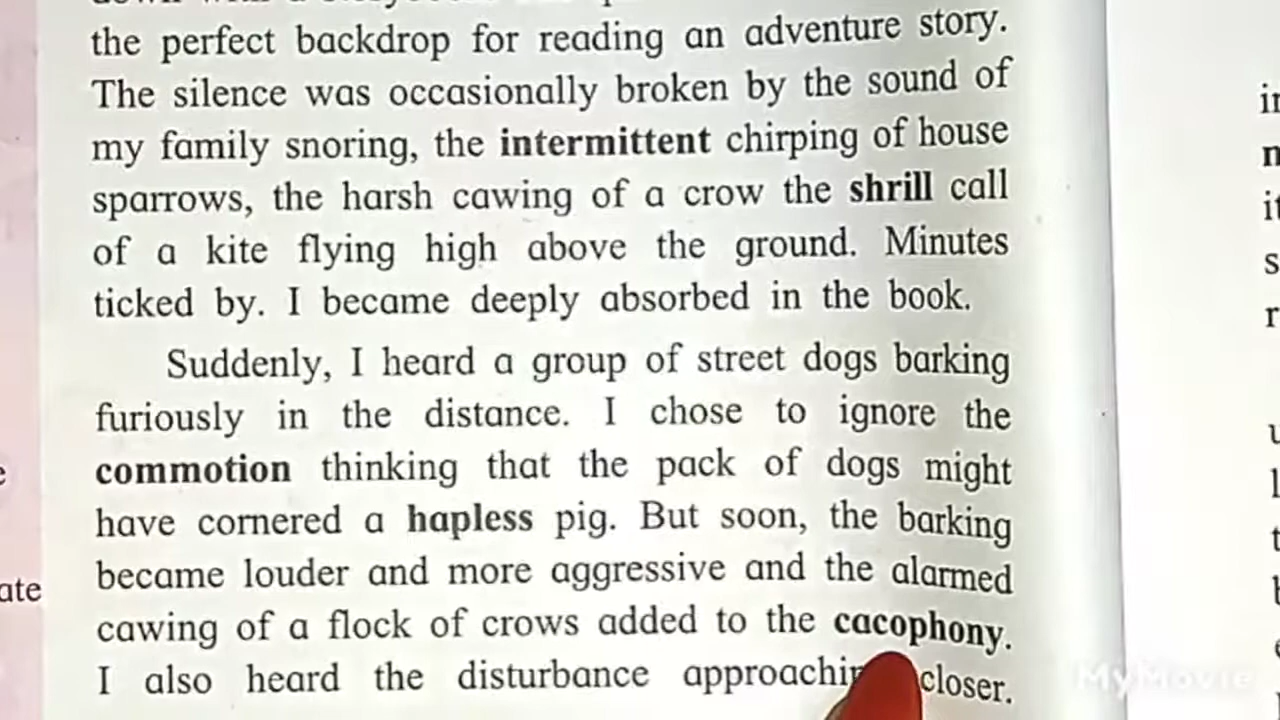 the perfect backdrop for reading an adventure story.
The silence was occasionally broken by the sound of
my family snoring, the intermittent chirping of house
sparrows, the harsh cawing of a crow the shrill call
of a kite flying high above the ground. Minutes
ticked by. I became deeply absorbed in the book.
Suddenly, I heard a group of street dogs barking
furiously in the distance. I chose to ignore the
commotion thinking that the pack of dogs might
have cornered a hapless pig. But soon, the barking
became louder and more aggressive and the alarmed
cawing of a flock of crows added to the cacophony.
I also heard the disturbance closer.
MyMovie